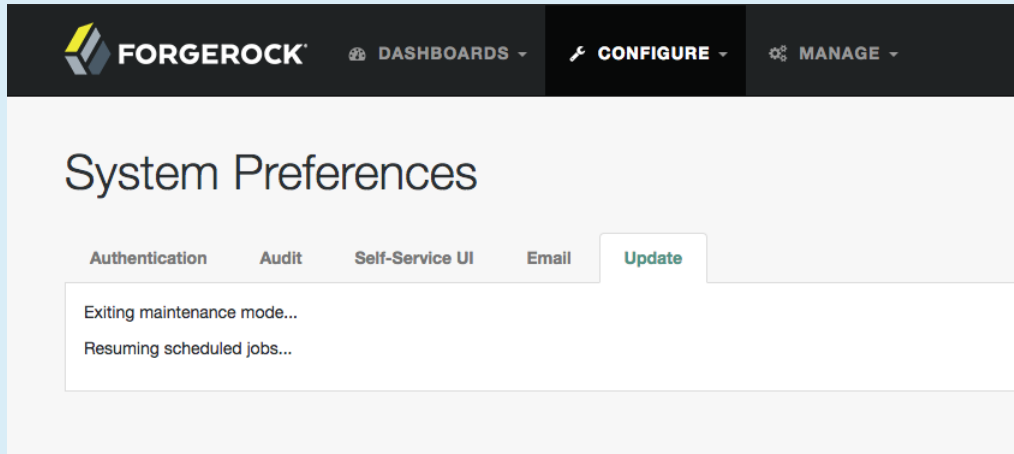 FORGEROCK DASHBOARDS CONFIGURE MANAGE
System Preferences
Authentication Audit Self-Service UI Email Update
Exiting maintenance mode...
Resuming scheduled jobs...